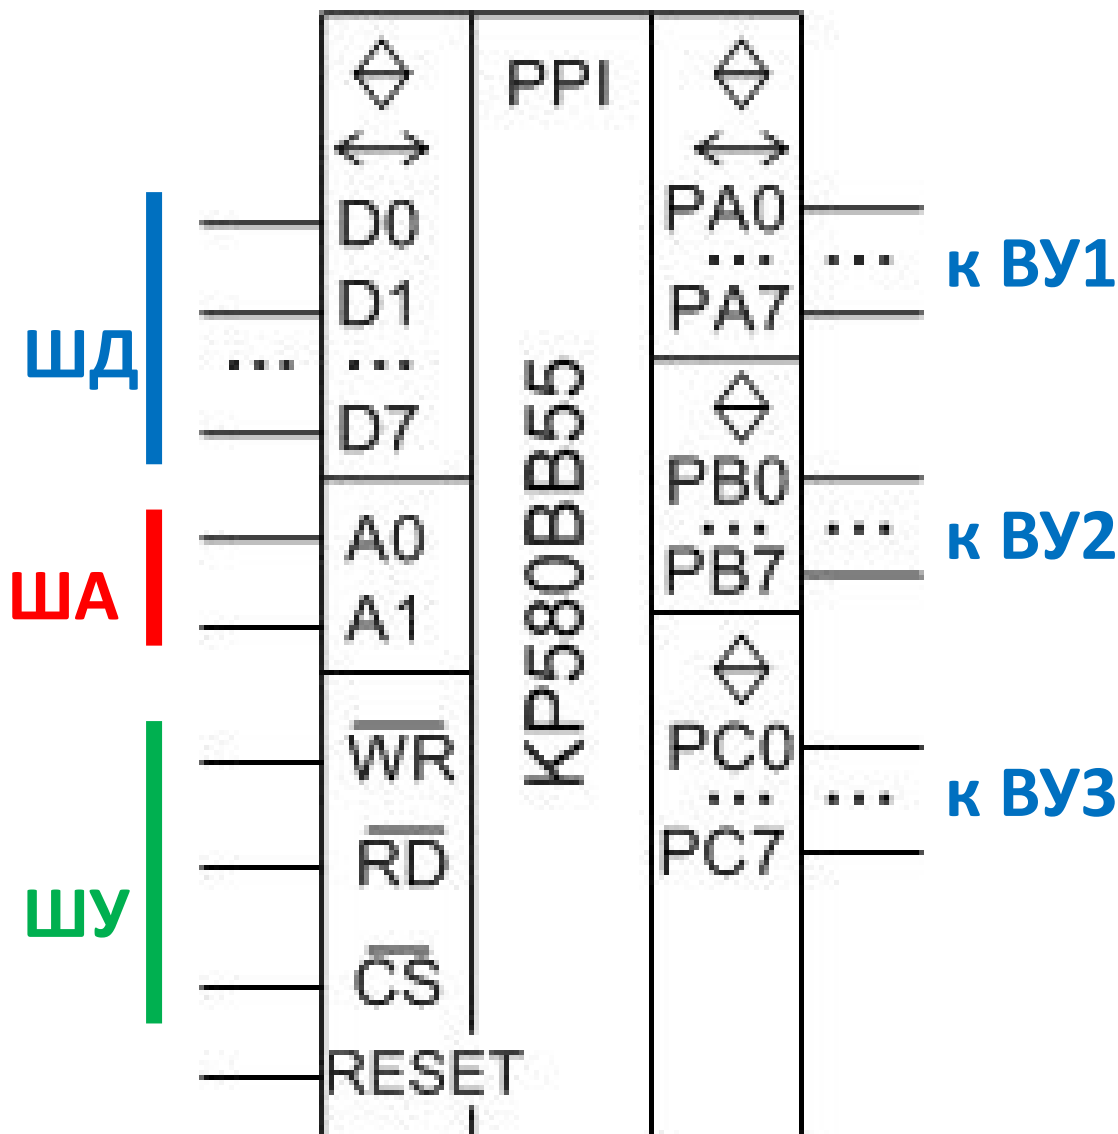 PPI
КР580ВВ55
ШД
D0
D1
... ...
D7
ША
A0
A1
ШУ
WR
RD
CS
RESET
PA0
... ...
PA7
к ВУ1
PB0
... ...
PB7
к ВУ2
PC0
... ...
PC7
к ВУ3